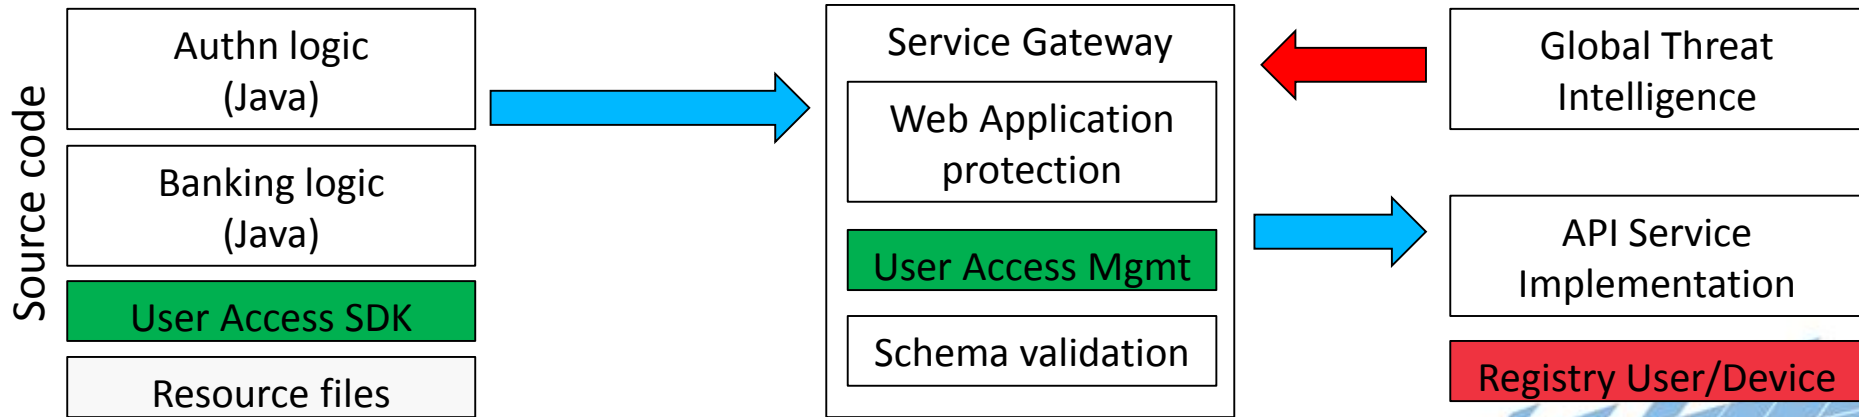 Source code
Authn logic
(Java)
Banking logic
(Java)
User Access SDK
Resource files
Service Gateway
Web Application
protection
User Access Mgmt
Schema validation
Global Threat
Intelligence
API Service
Implementation
Registry User/Device